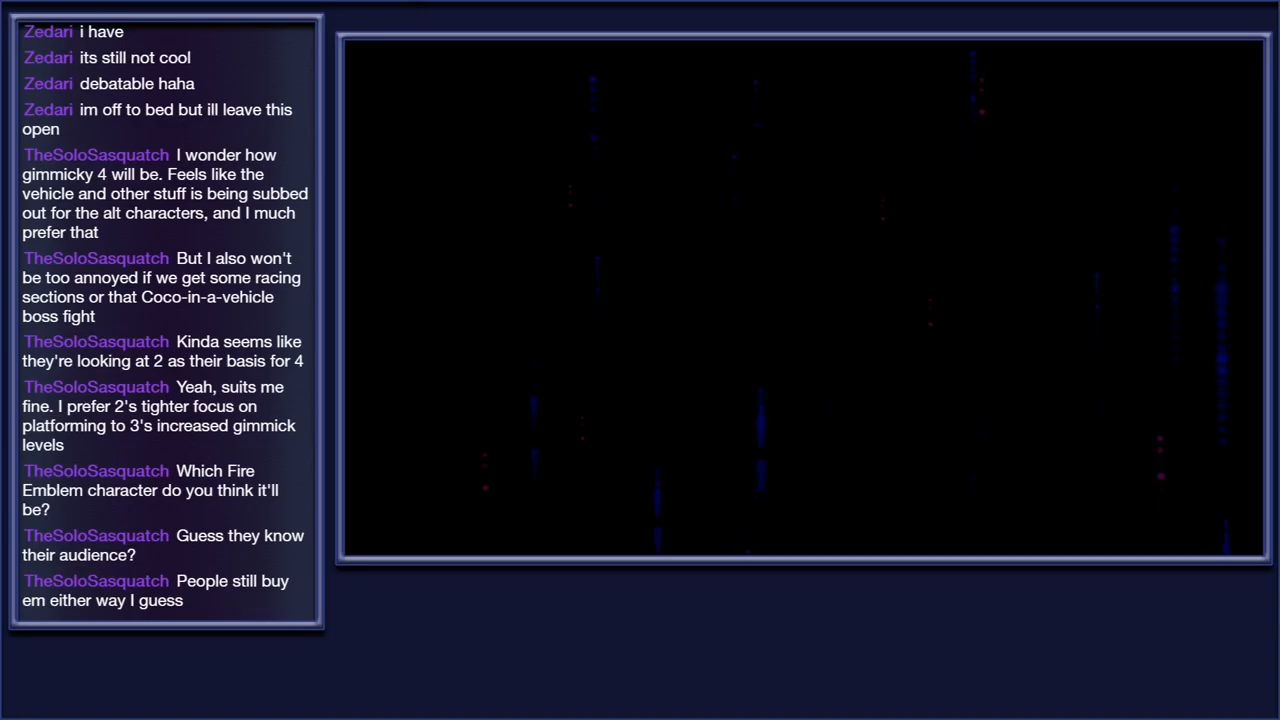 Zedari i have
Zedari its still not cool
Zedari debatable haha
Zedari im off to bed but ill leave this
open
TheSoloSasquatch I wonder how
gimmicky 4 will be. Feels like the
vehicle and other stuff is being subbed
out for the alt characters, and I much
prefer that
TheSoloSasquatch But I also won't
be too annoyed if we get some racing
sections or that Coco-in-a-vehicle
boss fight
TheSoloSasquatch Kinda seems like
they're looking at 2 as their basis for 4
TheSoloSasquatch Yeah, suits me
fine. I prefer 2's tighter focus on
platforming to 3's increased gimmick
levels
TheSoloSasquatch Which Fire
Emblem character do you think it'll
be?
TheSoloSasquatch Guess they know
their audience?
TheSoloSasquatch People still buy
em either way I guess